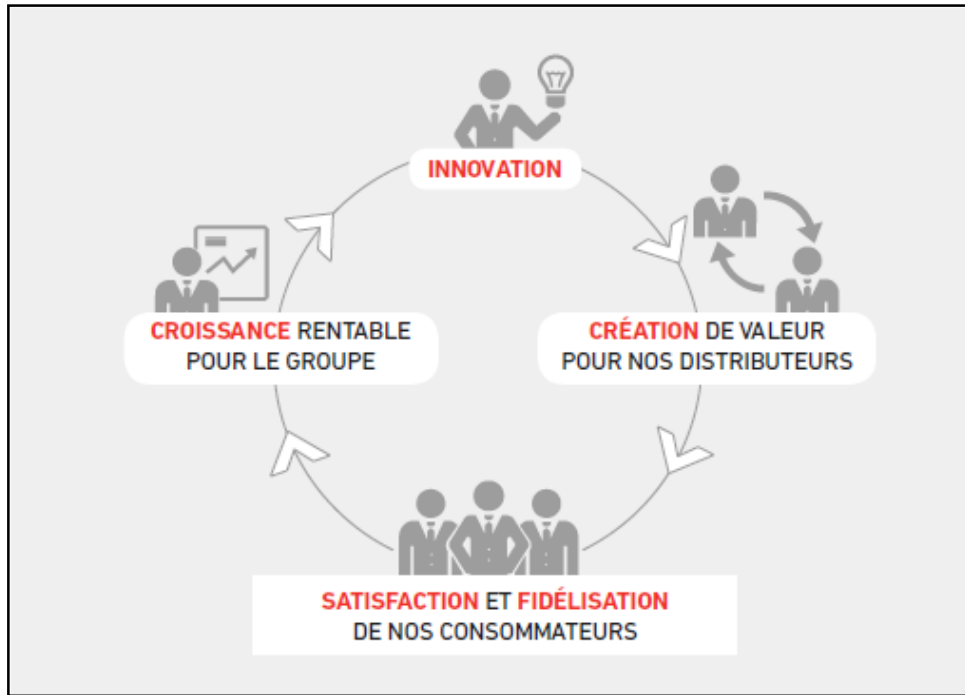 INNOVATION
CRÉATION DE VALEUR
POUR NOS DISTRIBUTEURS
SATISFACTION ET FIDÉLISATION
DE NOS CONSOMMATEURS
CROISSANCE RENTABLE
POUR LE GROUPE